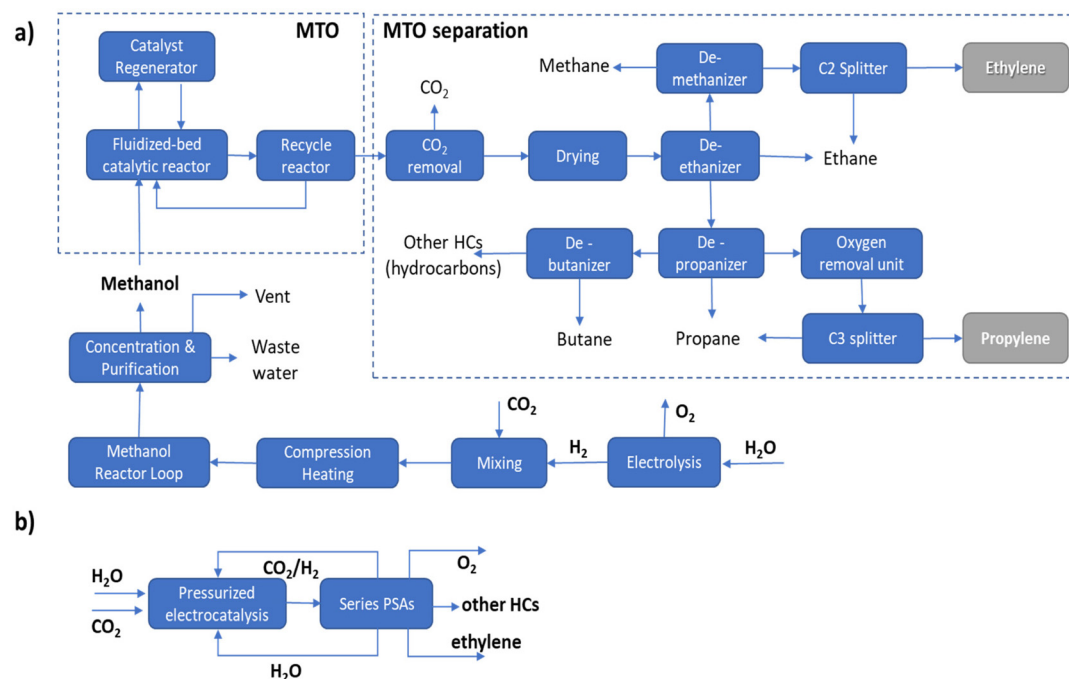 a)
MTO
Catalyst
Regenerator
Fluidized-bed
catalytic reactor
Recycle
reactor
MTO separation
Methane
De-
methanizer
C2 Splitter
Ethylene
CO₂
CO₂
removal
Drying
De-
ethanizer
Ethane
Other HCs
(hydrocarbons)
De -
butanizer
De -
propanizer
Oxygen
removal unit
Butane
Propane
C3 splitter
Propylene
Methanol
Vent
Concentration &
Purification
Waste
water
Methanol
Reactor Loop
Compression
Heating
CO₂
Mixing
H₂
O₂
Electrolysis
H₂O
b)
H₂O
CO₂
Pressurized
electrocatalysis
CO₂/H₂
Series PSAs
O₂
other HCs
ethylene
H₂O